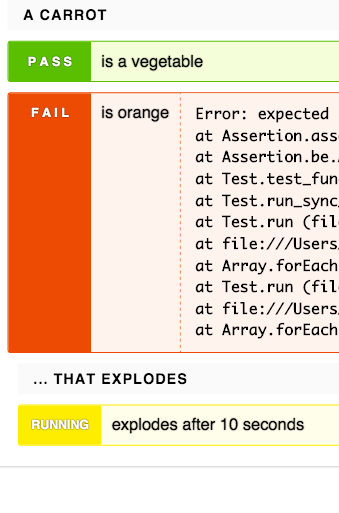 A CARROT
PASS is a vegetable
FAIL is orange Error: expected
at Assertion.ass
at Assertion.be.
at Test.test_fun
at Test.run_sync
at Test.run (fil
at file:///Users/
at Array.forEach
at Test.run (fil
at file:///Users/
at Array.forEach
... THAT EXPLODES
RUNNING explodes after 10 seconds